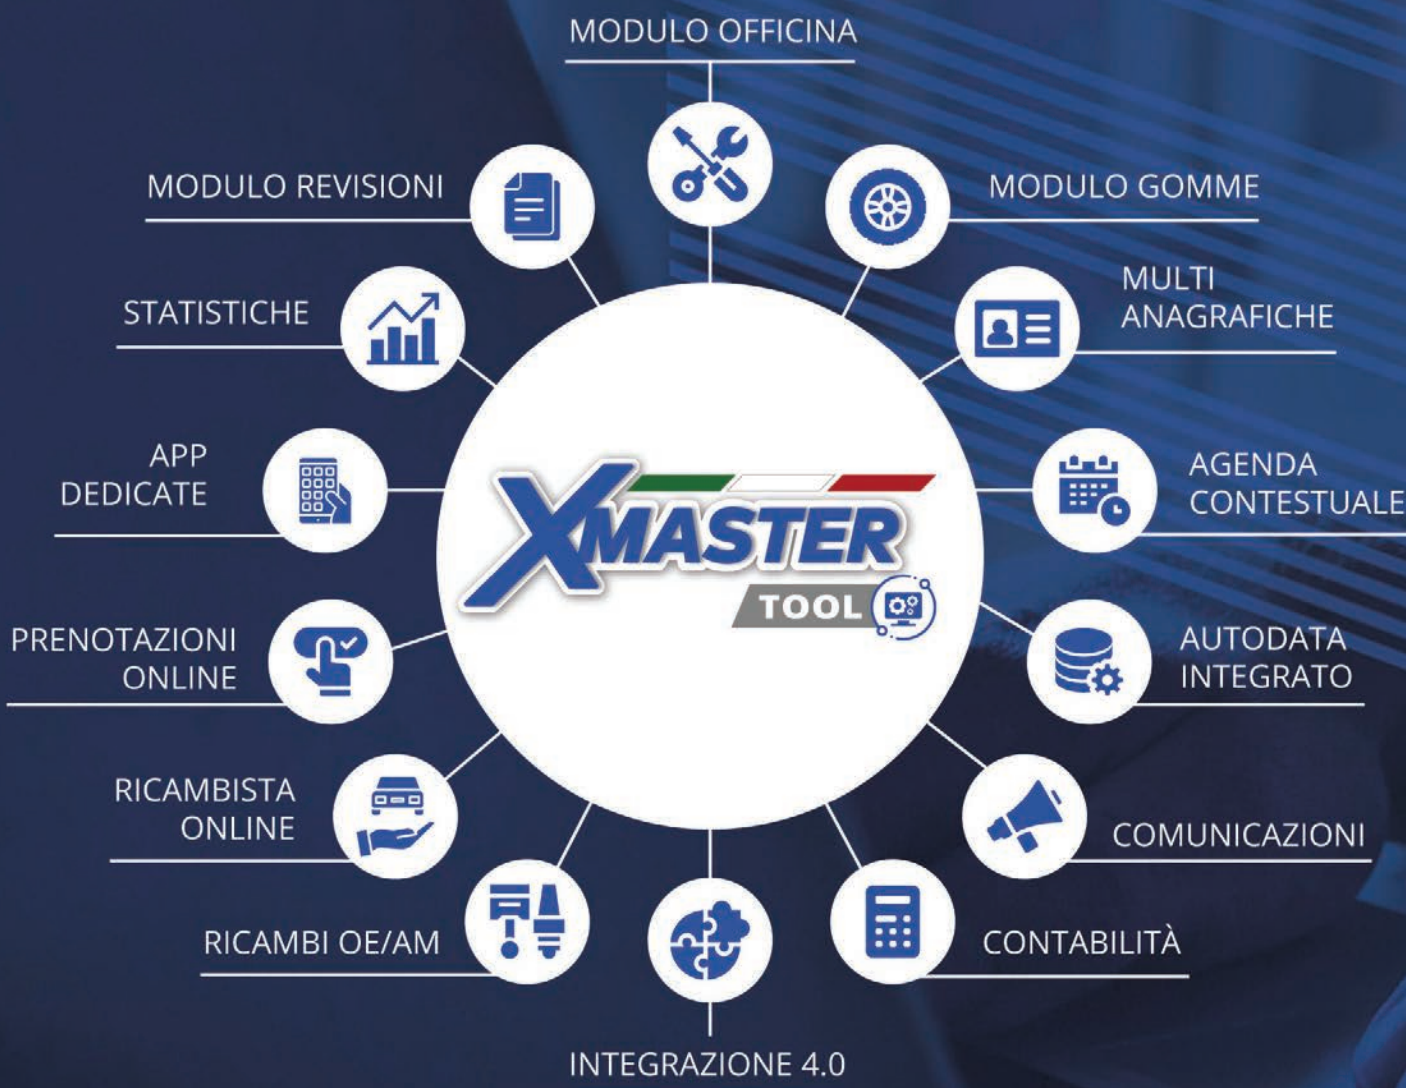 MODULO OFFICINA
MODULO REVISIONI
MODULO GOMME
STATISTICHE
MULTI
ANAGRAFICHE
APP
DEDICATE
AGENDA
CONTESTUALE
XMASTER
TOOL
PRENOTAZIONI
ONLINE
AUTODATA
INTEGRATO
RICAMBISTA
ONLINE
COMUNICAZIONI
RICAMBI OE/AM
CONTABILITÀ
INTEGRAZIONE 4.0